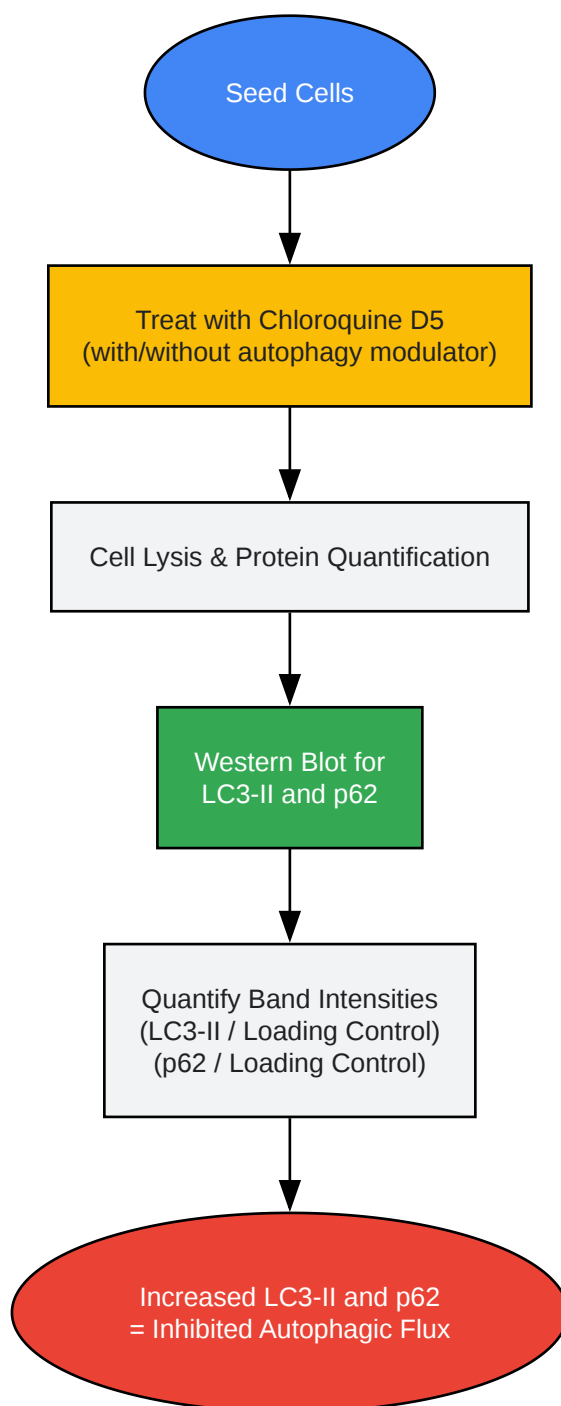 Seed Cells
Treat with Chloroquine D5
(with/without autophagy modulator)
Cell Lysis & Protein Quantification
Western Blot for
LC3-II and p62
Quantify Band Intensities
(LC3-II / Loading Control)
(p62 / Loading Control)
Increased LC3-II and p62
= Inhibited Autophagic Flux